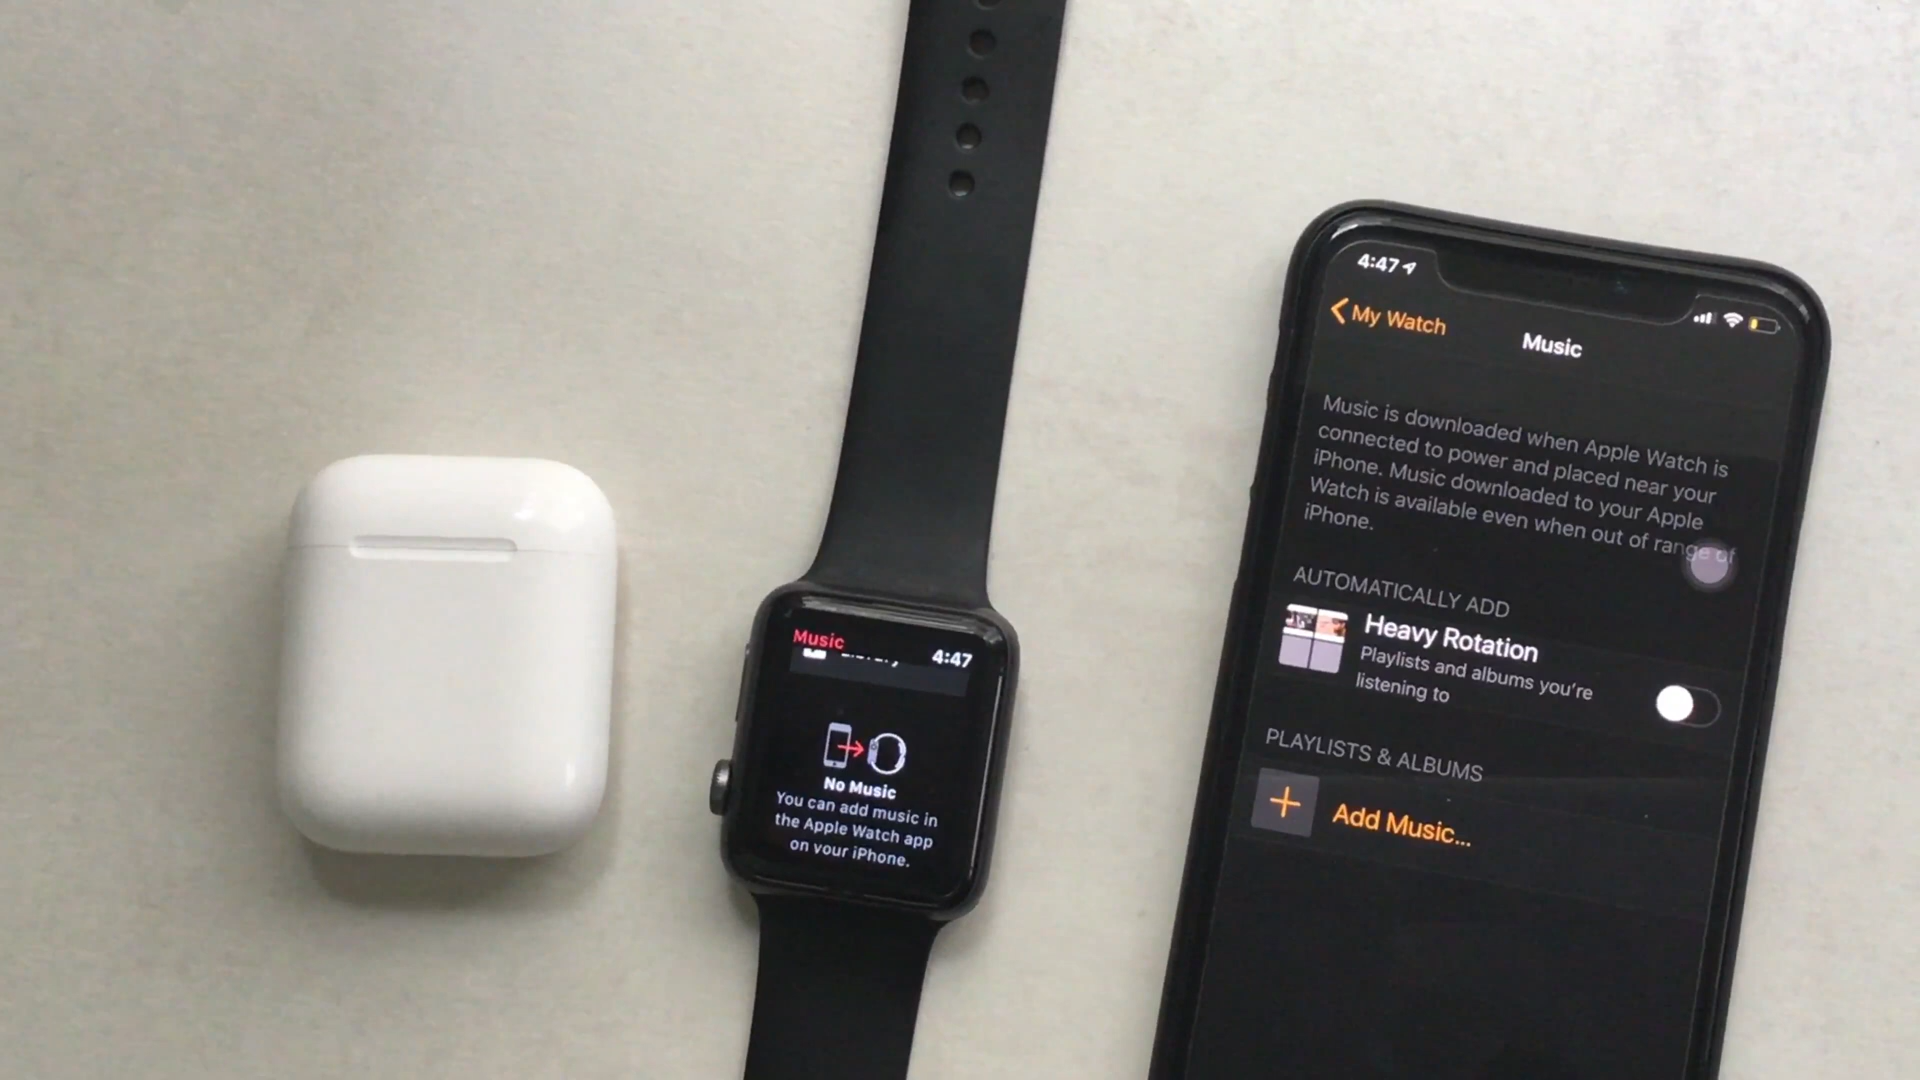 Music
4:47
No Music
You can add music in
the Apple Watch app
on your iPhone.
4:47
My Watch
Music
Music is downloaded when Apple Watch is
connected to power and placed near your
iPhone. Music downloaded to your Apple
Watch is available even when out of range of
iPhone.
AUTOMATICALLY ADD
Heavy Rotation
Playlists and albums you're
listening to
PLAYLISTS & ALBUMS
Add Music...